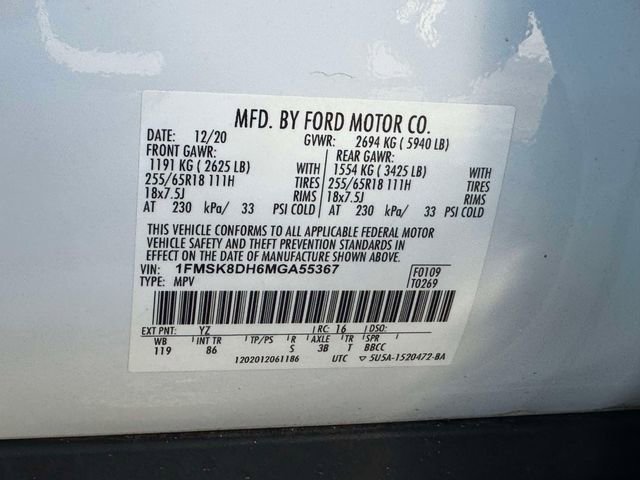 MFD. BY FORD MOTOR CO.
DATE: 12/20 GVWR: 2694 KG ( 5940 LB)
FRONT GAWR: REAR GAWR:
1191 KG ( 2625 LB) WITH 1554 KG ( 3425 LB) WITH
255/65R18 111H TIRES 255/65R18 111H TIRES
18x7.5J RIMS 18x7.5J RIMS
AT 230 kPa/ 33 PSI COLD AT 230 kPa/ 33 PSI COLD
THIS VEHICLE CONFORMS TO ALL APPLICABLE FEDERAL MOTOR
VEHICLE SAFETY AND THEFT PREVENTION STANDARDS IN
EFFECT ON THE DATE OF MANUFACTURE SHOWN ABOVE.
VIN: 1FMSK8DH6MGA55367 F0109
TYPE: MPV T0269
EXT PNT: YZ RC: 16 DSO:
WB INT TR TP/PS R AXLE TR SPR
119 86 S 3B T BBCC
1202012061186 UTC ▽ 5U5A-1520472-BA